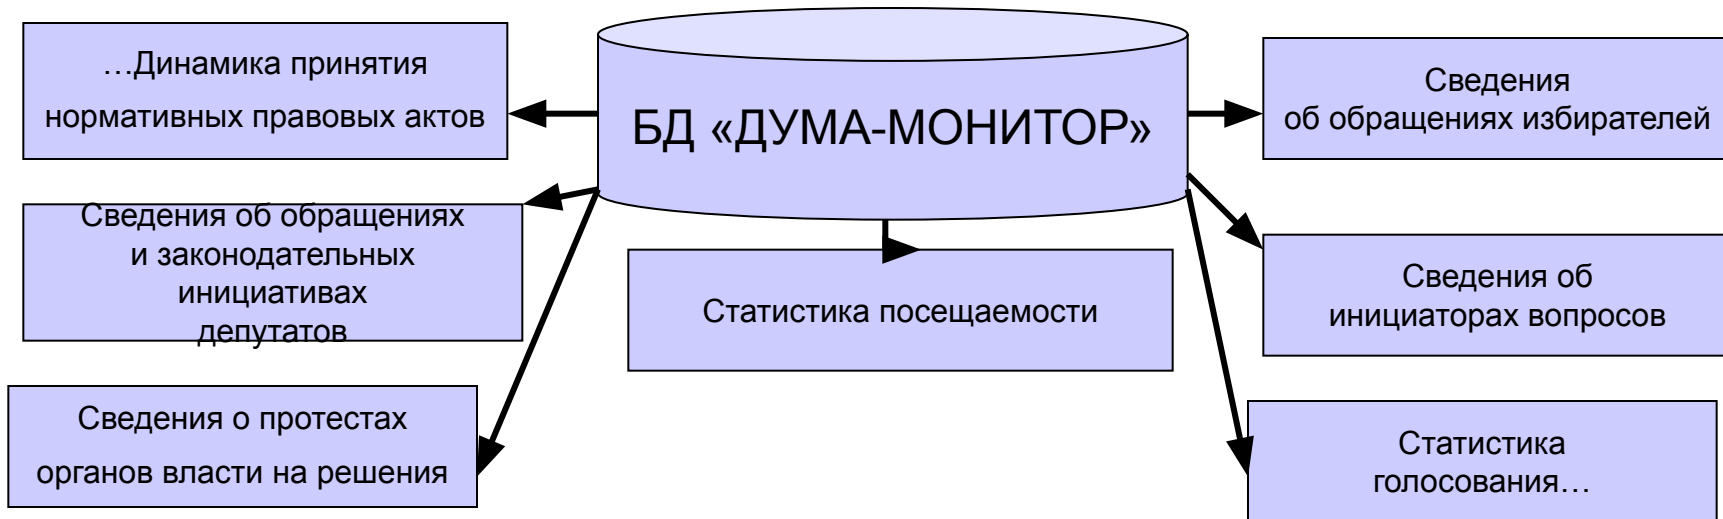 …Динамика принятия
нормативных правовых актов
БД «ДУМА-МОНИТОР»
Сведения
об обращениях избирателей
Сведения об обращениях
и законодательных
инициативах
депутатов
Статистика посещаемости
Сведения об
инициаторах вопросов
Сведения о протестах
органов власти на решения
Статистика
голосования…